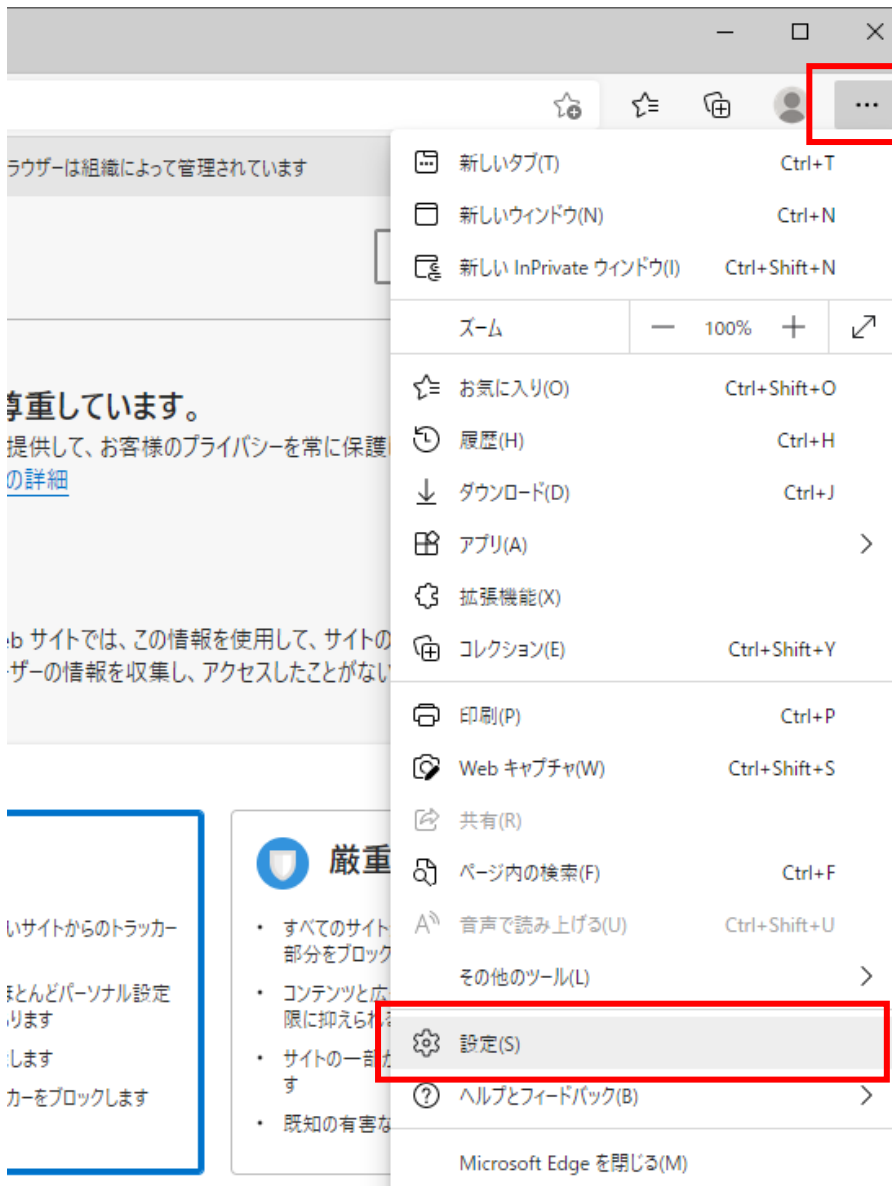 ラウザーは組織によって管理されています
尊重しています。
提供して、お客様のプライバシーを常に保護
の詳細
eb サイトでは、この情報を使用して、サイトの
ーザーの情報を収集し、アクセスしたことがない
いサイトからのトラッカー
ほとんどパーソナル設定
ります
します
カーをブロックします
厳重
・ すべてのサイト
部分をブロック
・ コンテンツと広
限に抑えられる
・ サイトの一部が
す
・ 既知の有害な
新しいタブ(T) Ctrl+T
新しいウィンドウ(N) Ctrl+N
新しい InPrivate ウィンドウ(I) Ctrl+Shift+N
ズーム — 100% +
お気に入り(O) Ctrl+Shift+O
履歴(H) Ctrl+H
ダウンロード(D) Ctrl+J
アプリ(A)
拡張機能(X)
コレクション(E) Ctrl+Shift+Y
印刷(P) Ctrl+P
Web キャプチャ(W) Ctrl+Shift+S
共有(R)
ページ内の検索(F) Ctrl+F
音声で読み上げる(U) Ctrl+Shift+U
その他のツール(L)
設定(S)
ヘルプとフィードバック(B)
Microsoft Edge を閉じる(M)